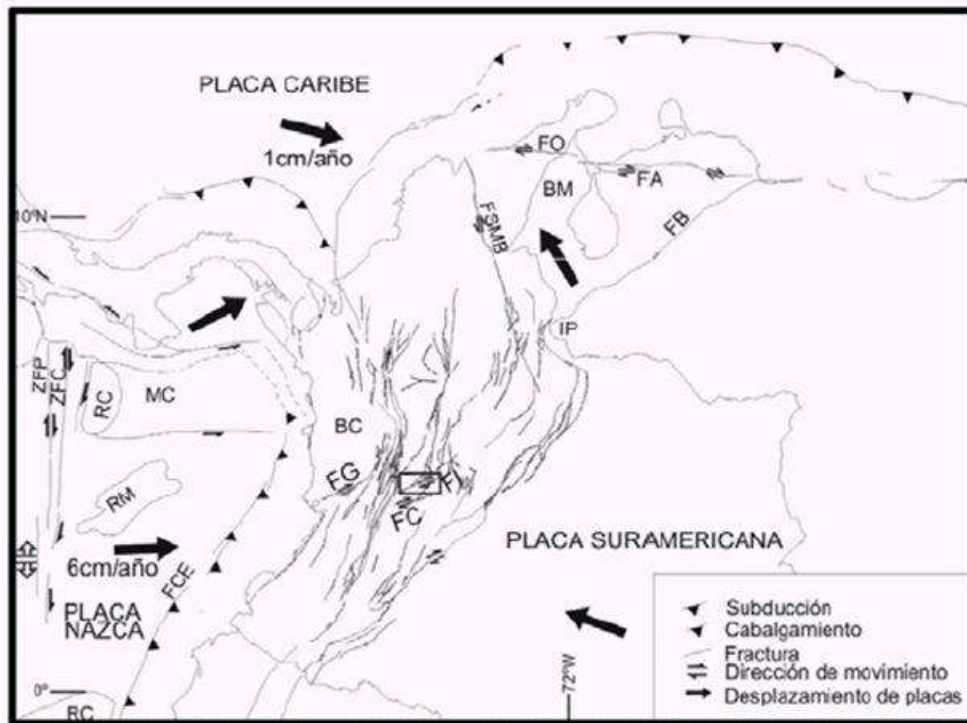 PLACA CARIBE
1cm/año
FO
FA
BM
FSMB
FB
10°N
IP
ZFP
ZFC
RC
MC
BC
FG
FI
FC
RM
PLACA SURAMERICANA
6cm/año
FCE
PLACA
NAZCA
Subducción
Cabalgamiento
Fractura
Dirección de movimiento
Desplazamiento de placas
72°W
0°
RC